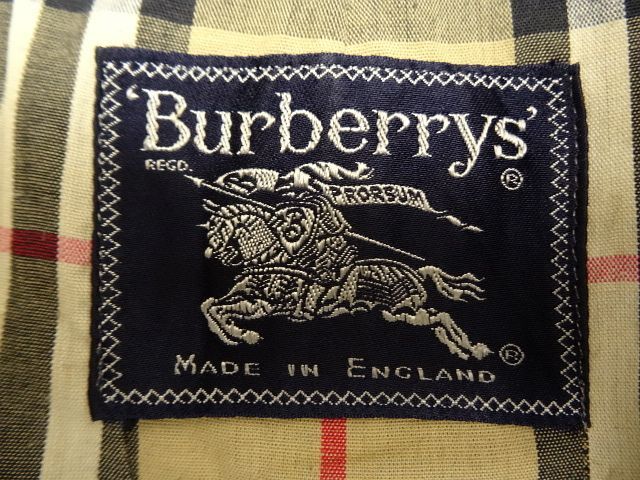 'Burberrys'
REGD.
®
PRORSUM
B
®
MADE IN ENGLAND